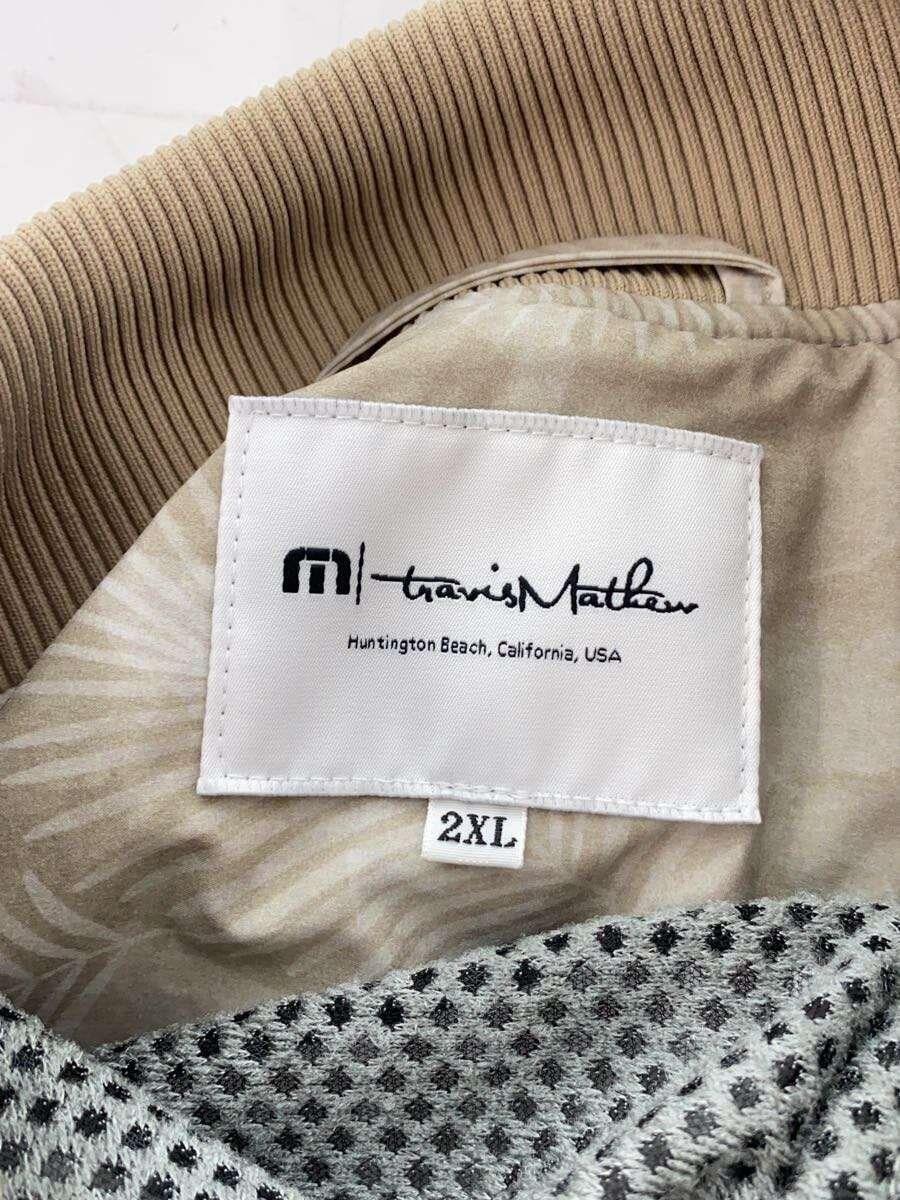 m travisMathew
Huntington Beach, California, USA
2XL